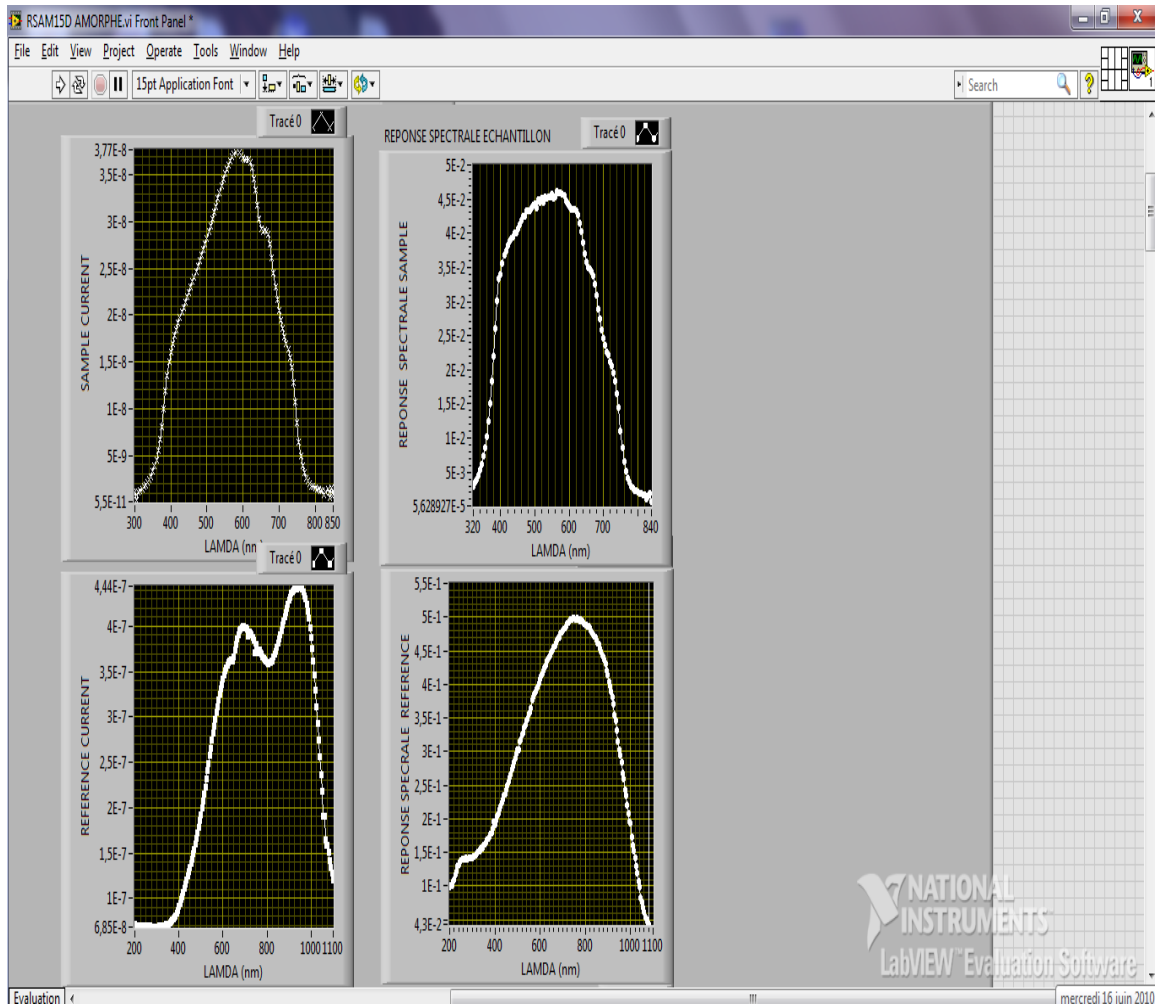 RSAM15D AMORPHE.vi Front Panel *
File Edit View Project Operate Tools Window Help
15pt Application Font
Search
1
Tracé 0
3,77E-8
3,5E-8
3E-8
2,5E-8
2E-8
1,5E-8
1E-8
5E-9
5,5E-11
SAMPLE CURRENT
300 400 500 600 700 800 850
LAMDA (nm)
REPONSE SPECTRALE ECHANTILLON
Tracé 0
5E-2
4,5E-2
4E-2
3,5E-2
3E-2
2,5E-2
2E-2
1,5E-2
1E-2
5E-3
5,628927E-5
REPONSE SPECTRALE SAMPLE
320 400 500 600 700 840
LAMDA (nm)
Tracé 0
4,44E-7
4E-7
3,5E-7
3E-7
2,5E-7
2E-7
1,5E-7
1E-7
6,85E-8
REFERENCE CURRENT
200 400 600 800 1000 1100
LAMDA (nm)
5,5E-1
5E-1
4,5E-1
4E-1
3,5E-1
3E-1
2,5E-1
2E-1
1,5E-1
1E-1
4,3E-2
REPONSE SPECRALE REFERENCE
200 400 600 800 1000 1100
LAMDA (nm)
NATIONAL
INSTRUMENTS™
LabVIEW™ Evaluation Software
Evaluation
mercredi 16 juin 2010